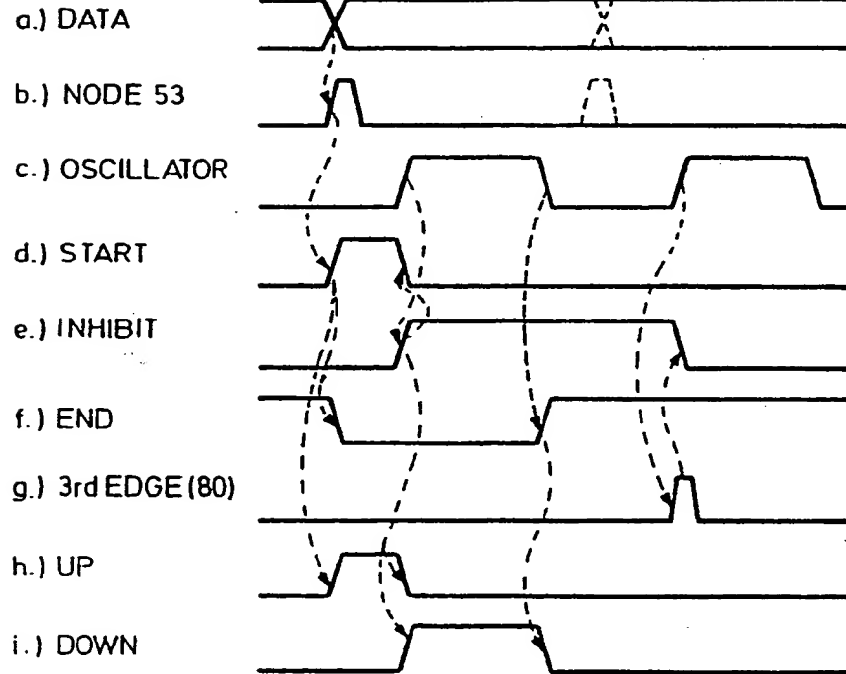 a.) DATA
b.) NODE 53
c.) OSCILLATOR
d.) START
e.) INHIBIT
f.) END
g.) 3rd EDGE (80)
h.) UP
i.) DOWN